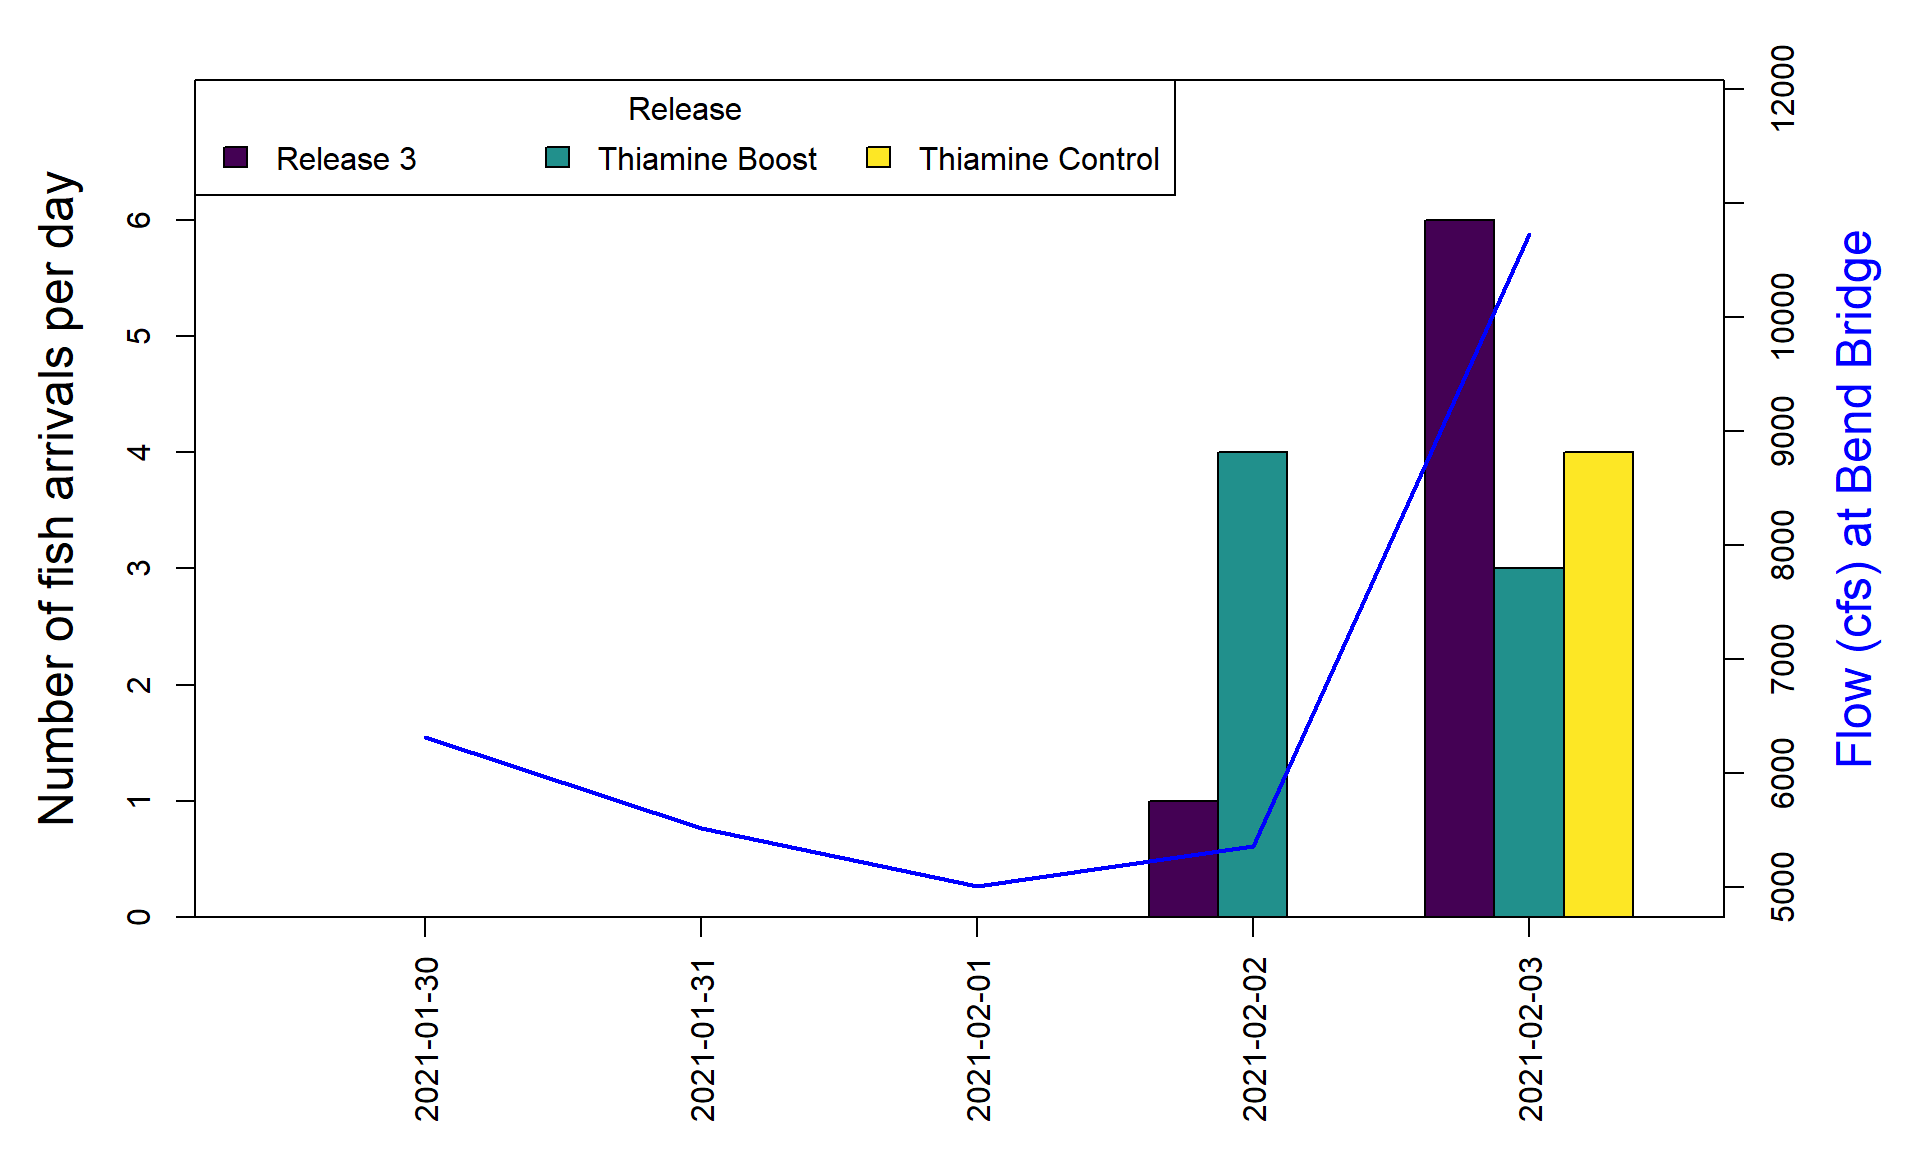 Release
Release 3 Thiamine Boost Thiamine Control
Number of fish arrivals per day
0 1 2 3 4 5 6
2021-01-30 2021-01-31 2021-02-01 2021-02-02 2021-02-03
5000 6000 7000 8000 9000 10000 12000
Flow (cfs) at Bend Bridge